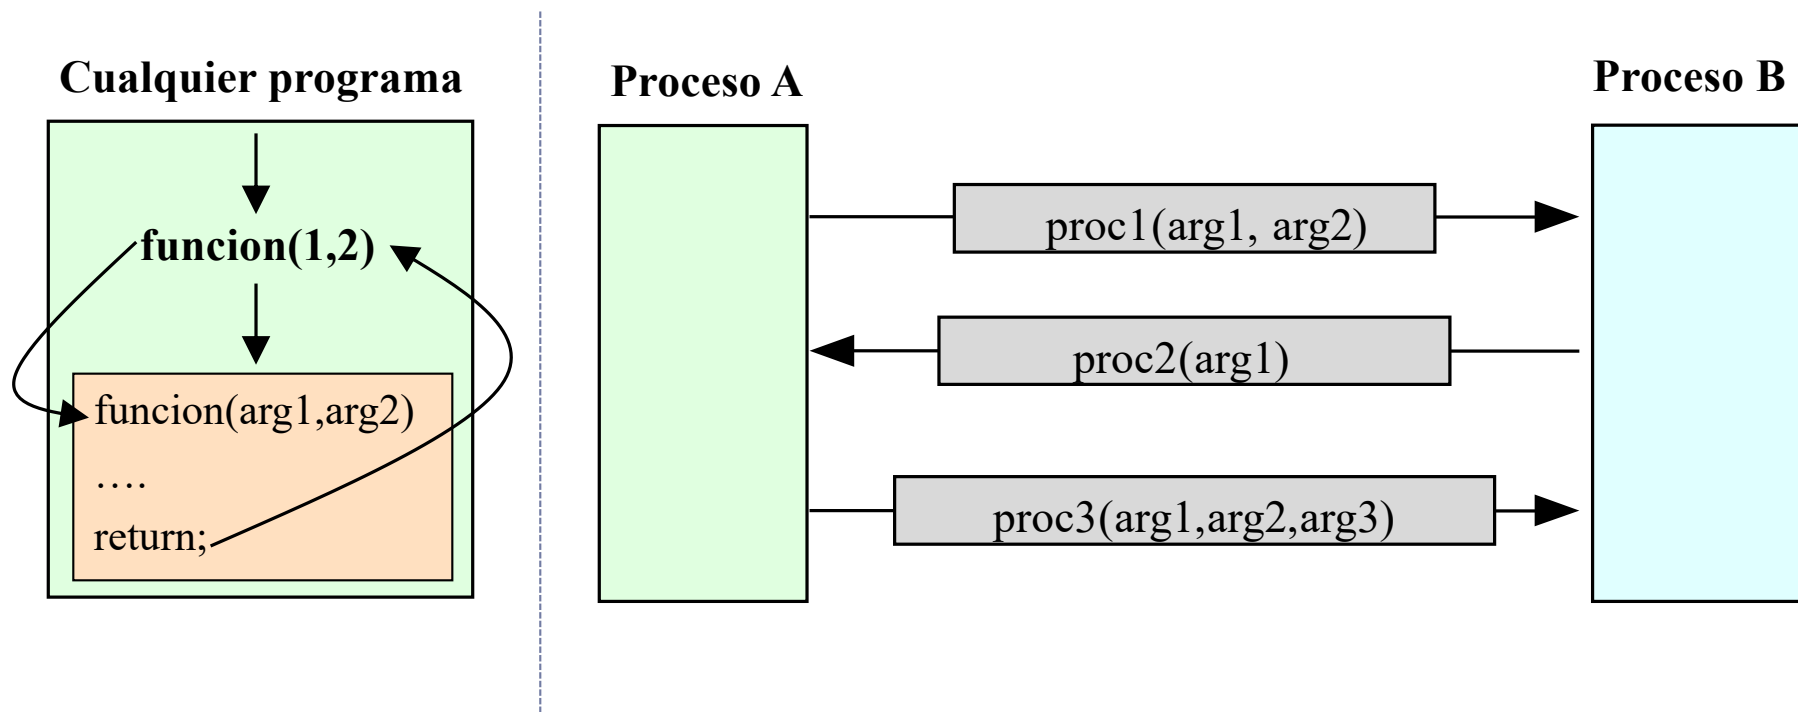 Cualquier programa
funcion(1,2)
funcion(arg1,arg2)
….
return;
Proceso A
Proceso B
proc1(arg1, arg2)
proc2(arg1)
proc3(arg1,arg2,arg3)